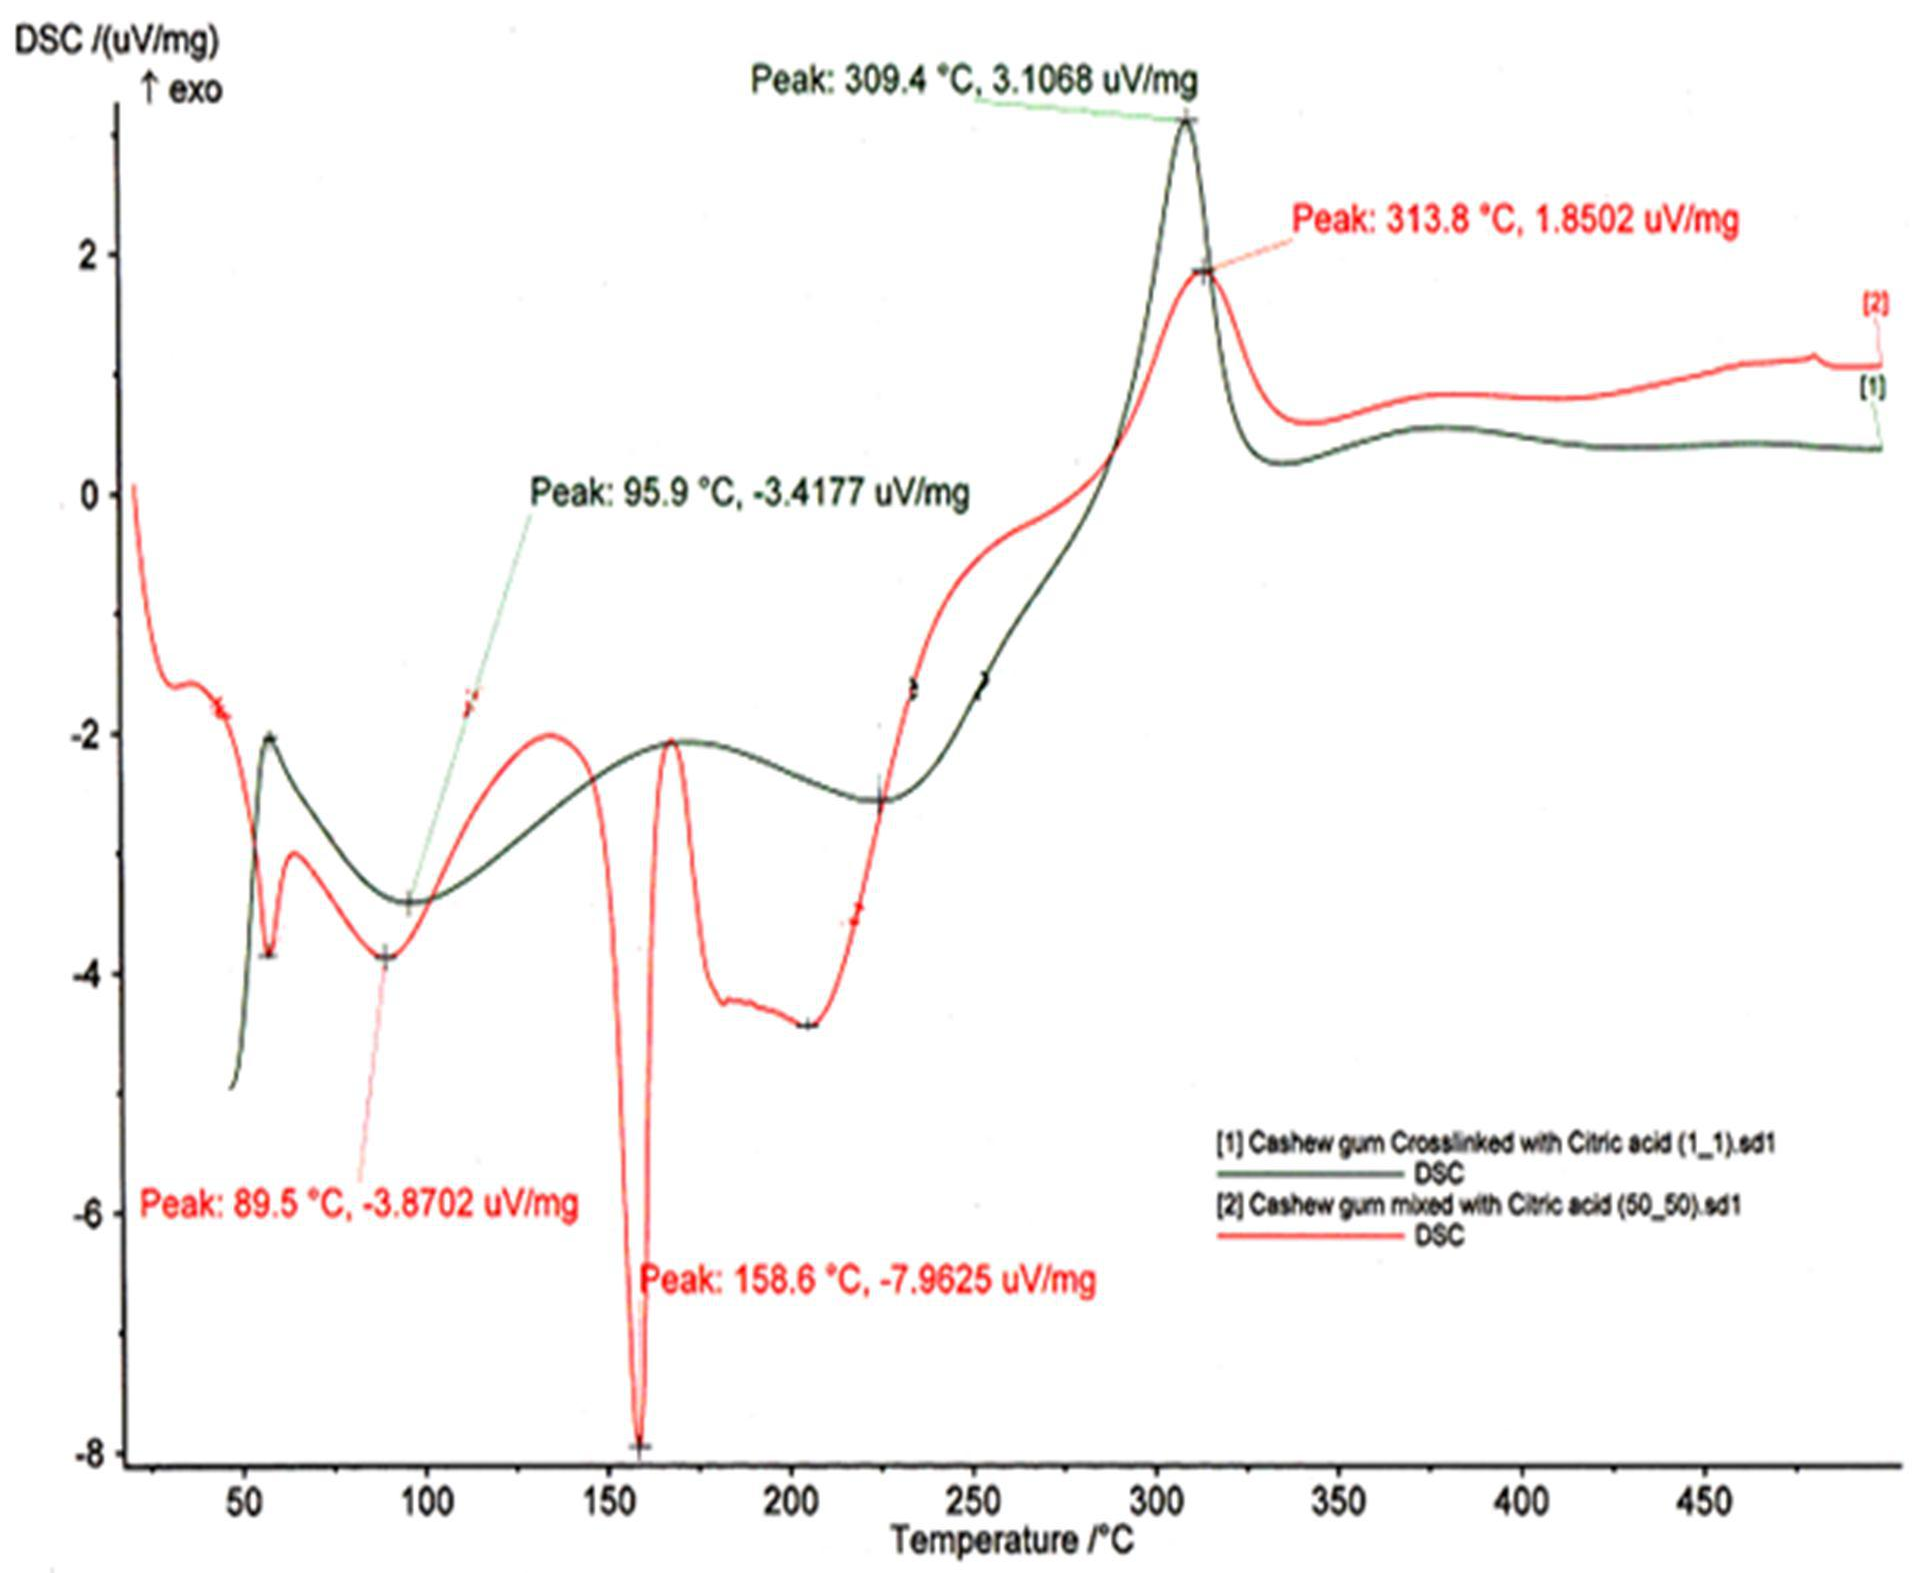 DSC /(uV/mg)
↑ exo
Peak: 309.4 °C, 3.1068 uV/mg
Peak: 313.8 °C, 1.8502 uV/mg
2
[2]
[1]
0
Peak: 95.9 °C, -3.4177 uV/mg
-2
-4
[1] Cashew gum Crosslinked with Citric acid (1_1).sd1
DSC
-6
Peak: 89.5 °C, -3.8702 uV/mg
[2] Cashew gum mixed with Citric acid (50_50).sd1
DSC
Peak: 158.6 °C, -7.9625 uV/mg
-8
50 100 150 200 250 300 350 400 450
Temperature /°C